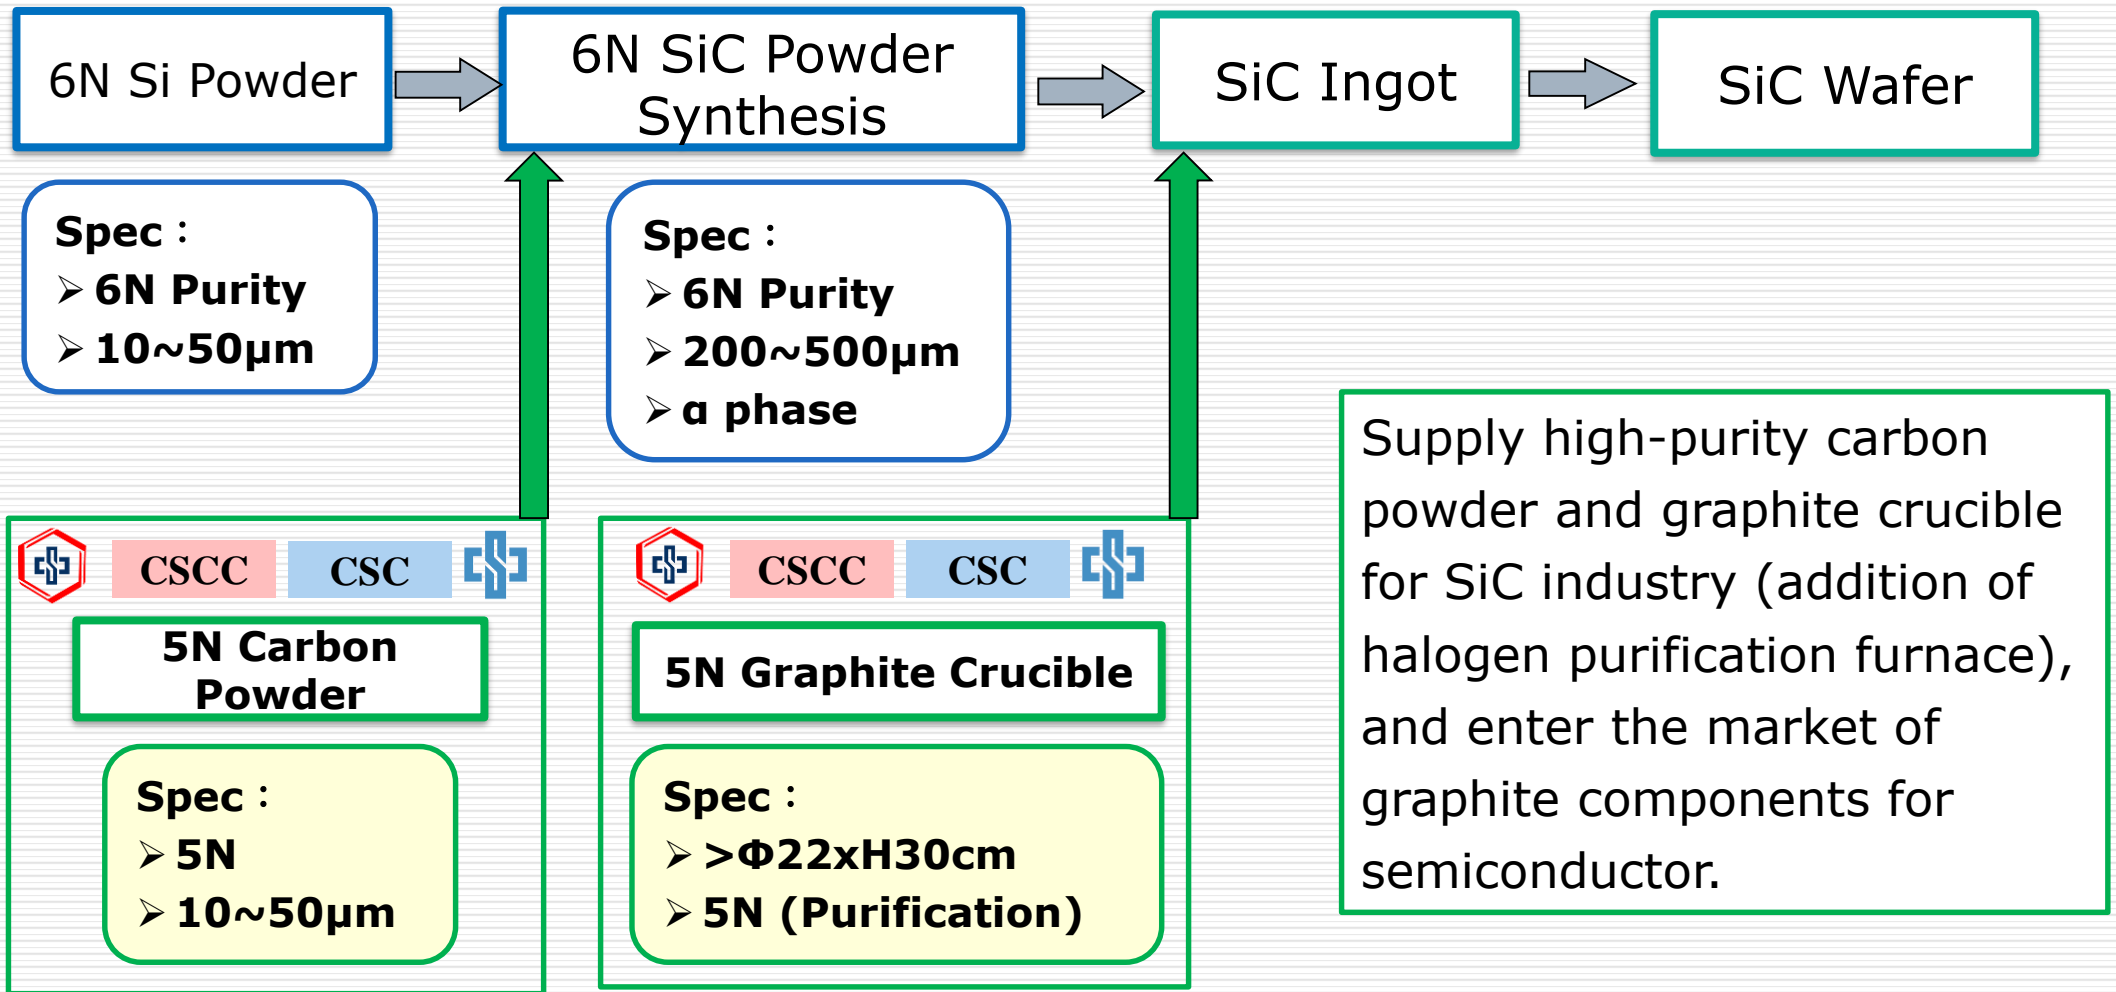 6N Si Powder
6N SiC Powder
Synthesis
SiC Ingot
SiC Wafer
Spec：
➢ 6N Purity
➢ 10~50μm
Spec：
➢ 6N Purity
➢ 200~500μm
➢ α phase
CSCC CSC
5N Carbon
Powder
Spec：
➢ 5N
➢ 10~50μm
CSCC CSC
5N Graphite Crucible
Spec：
➢ >Φ22xH30cm
➢ 5N (Purification)
Supply high-purity carbon
powder and graphite crucible
for SiC industry (addition of
halogen purification furnace),
and enter the market of
graphite components for
semiconductor.